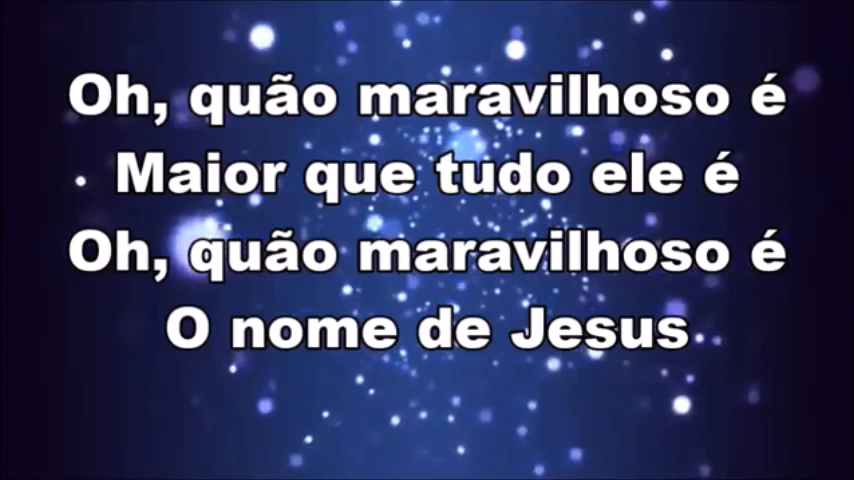 Oh, quão maravilhoso é
Maior que tudo ele é
Oh, quão maravilhoso é
O nome de Jesus